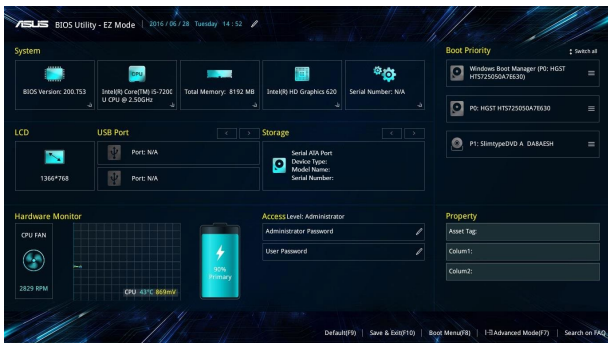 ASUS BIOS Utility - EZ Mode 2016 / 06 / 28 Tuesday 14 : 52
System
BIOS Version: 200.T53
CPU
Intel(R) Core(TM) i5-7200
U CPU @ 2.50GHz
Total Memory: 8192 MB
Intel(R) HD Graphics 620
Serial Number: N/A
Boot Priority
Switch all
Windows Boot Manager (P0: HGST
HTS725050A7E630)
P0: HGST HTS725050A7E630
P1: SlimtypeDVD A DA8AESH
LCD
1366*768
USB Port
Port: N/A
Port: N/A
Storage
Serial ATA Port
Device Type:
Model Name:
Serial Number:
Hardware Monitor
CPU FAN
2829 RPM
CPU 43°C 869mV
90%
Primary
Access Level: Administrator
Administrator Password
User Password
Property
Asset Tag:
Colum1:
Colum2:
Default(F9) | Save & Exit(F10) | Boot Menu(F8) | Advanced Mode(F7) | Search on FAQ